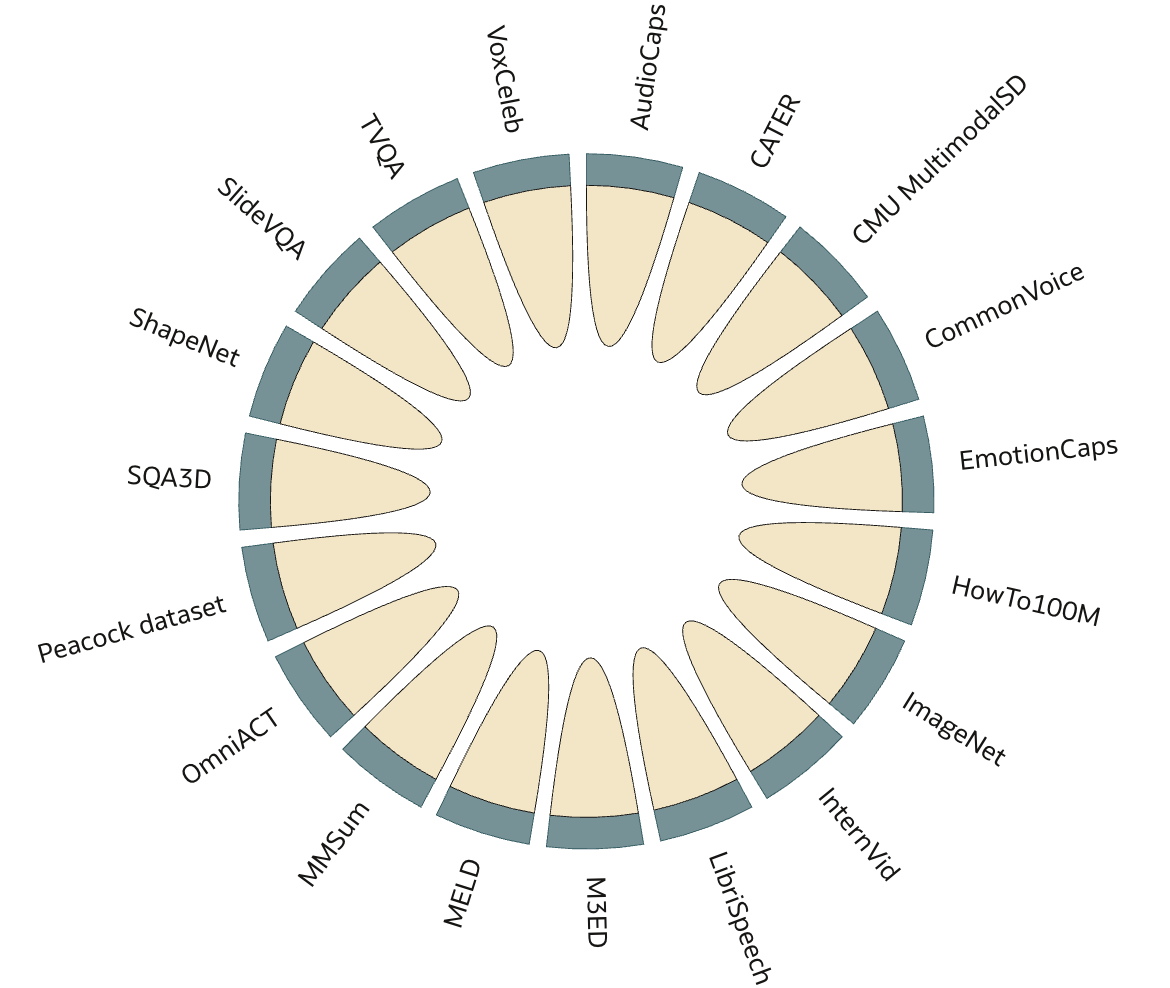 AudioCaps
CATER
CMU MultimodalSD
CommonVoice
EmotionCaps
HowTo100M
ImageNet
InternVid
LibriSpeech
M3ED
MELD
MMSum
OmniACT
Peacock dataset
SQA3D
ShapeNet
SlideVQA
TVQA
VoxCeleb